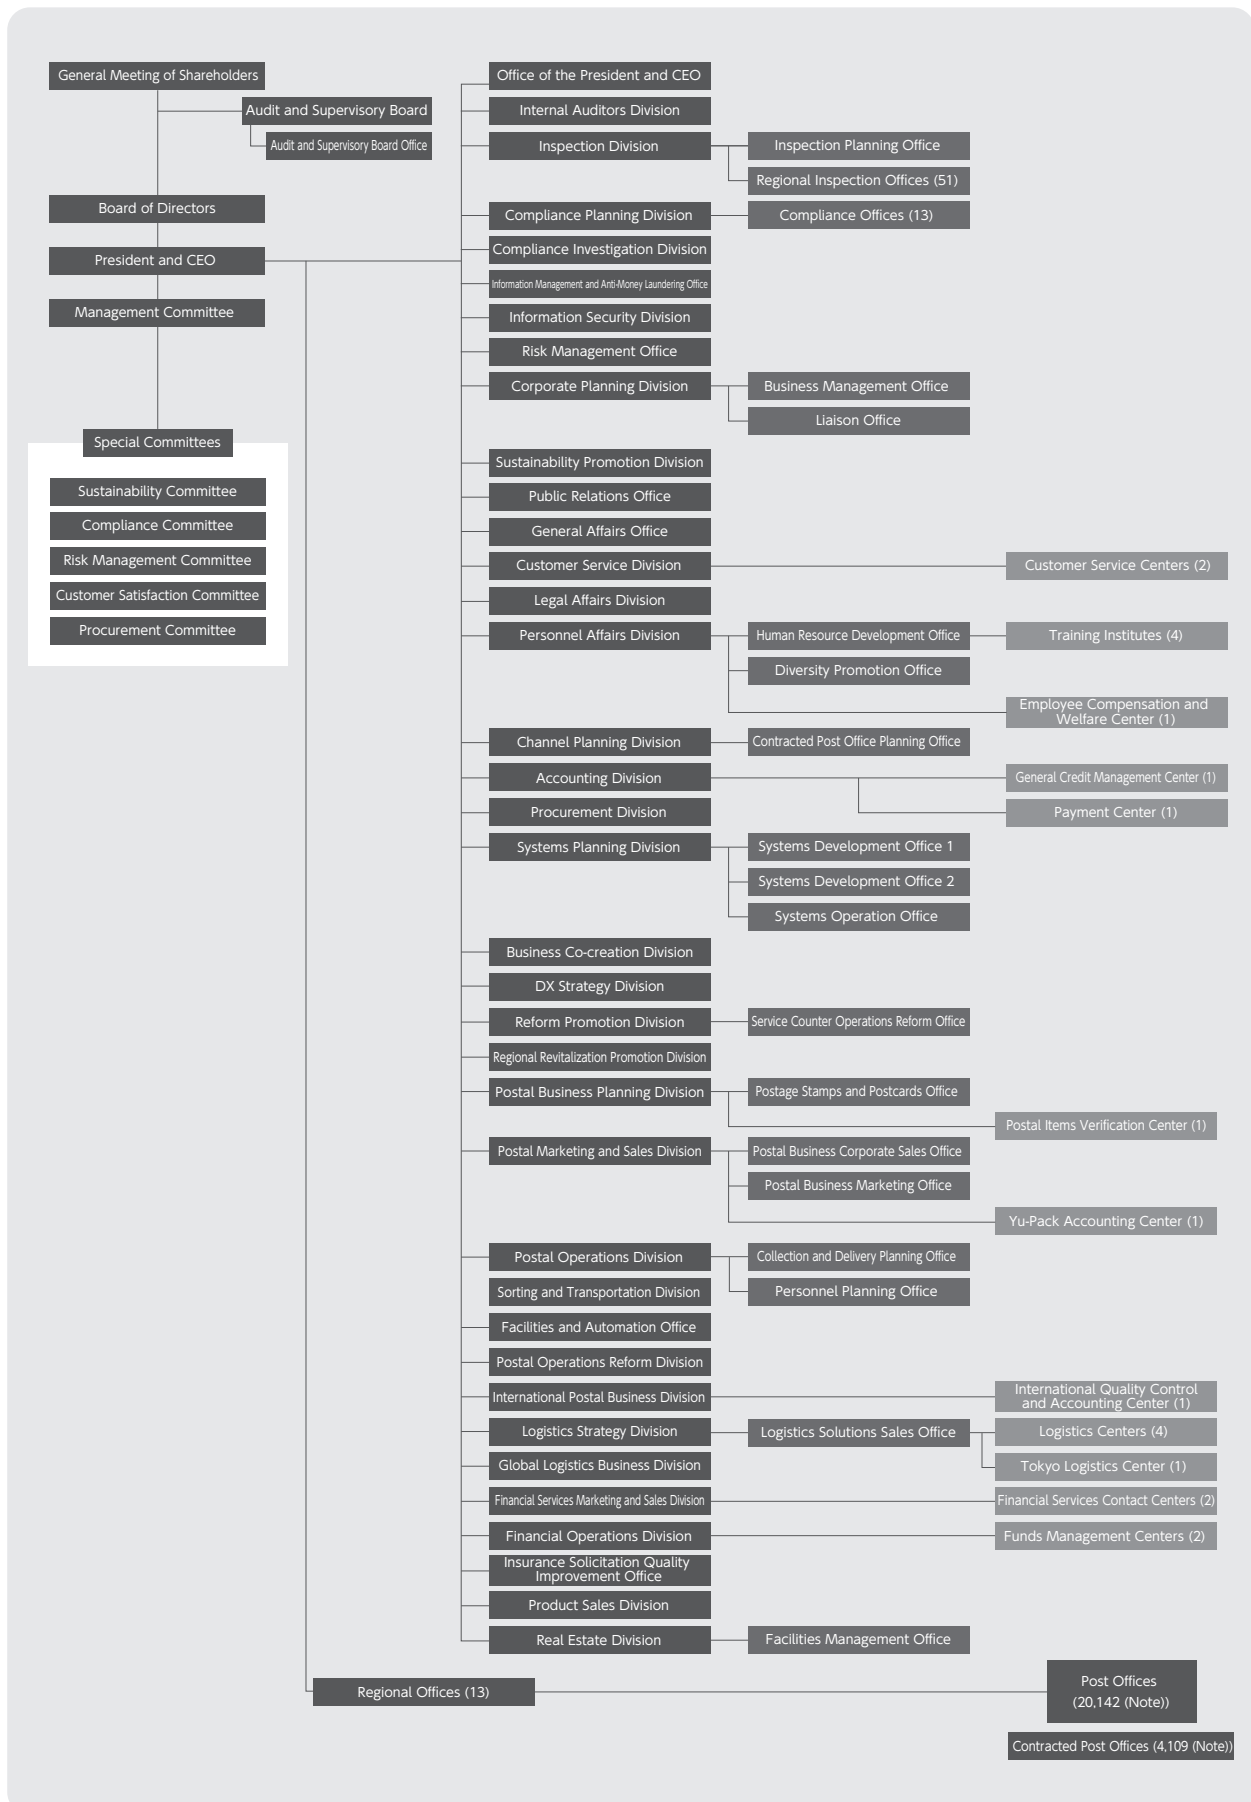 General Meeting of Shareholders
Audit and Supervisory Board
Audit and Supervisory Board Office
Board of Directors
President and CEO
Management Committee
Special Committees
Sustainability Committee
Compliance Committee
Risk Management Committee
Customer Satisfaction Committee
Procurement Committee
Office of the President and CEO
Internal Auditors Division
Inspection Division
Inspection Planning Office
Regional Inspection Offices (51)
Compliance Planning Division
Compliance Offices (13)
Compliance Investigation Division
Information Management and Anti-Money Laundering Office
Information Security Division
Risk Management Office
Corporate Planning Division
Business Management Office
Liaison Office
Sustainability Promotion Division
Public Relations Office
General Affairs Office
Customer Service Division
Customer Service Centers (2)
Legal Affairs Division
Personnel Affairs Division
Human Resource Development Office
Training Institutes (4)
Diversity Promotion Office
Employee Compensation and
Welfare Center (1)
Channel Planning Division
Contracted Post Office Planning Office
Accounting Division
General Credit Management Center (1)
Procurement Division
Payment Center (1)
Systems Planning Division
Systems Development Office 1
Systems Development Office 2
Systems Operation Office
Business Co-creation Division
DX Strategy Division
Reform Promotion Division
Service Counter Operations Reform Office
Regional Revitalization Promotion Division
Postal Business Planning Division
Postage Stamps and Postcards Office
Postal Items Verification Center (1)
Postal Marketing and Sales Division
Postal Business Corporate Sales Office
Postal Business Marketing Office
Yu-Pack Accounting Center (1)
Postal Operations Division
Collection and Delivery Planning Office
Sorting and Transportation Division
Personnel Planning Office
Facilities and Automation Office
Postal Operations Reform Division
International Postal Business Division
International Quality Control
and Accounting Center (1)
Logistics Strategy Division
Logistics Solutions Sales Office
Logistics Centers (4)
Global Logistics Business Division
Tokyo Logistics Center (1)
Financial Services Marketing and Sales Division
Financial Services Contact Centers (2)
Financial Operations Division
Funds Management Centers (2)
Insurance Solicitation Quality
Improvement Office
Product Sales Division
Real Estate Division
Facilities Management Office
Regional Offices (13)
Post Offices
(20,142 (Note))
Contracted Post Offices (4,109 (Note))